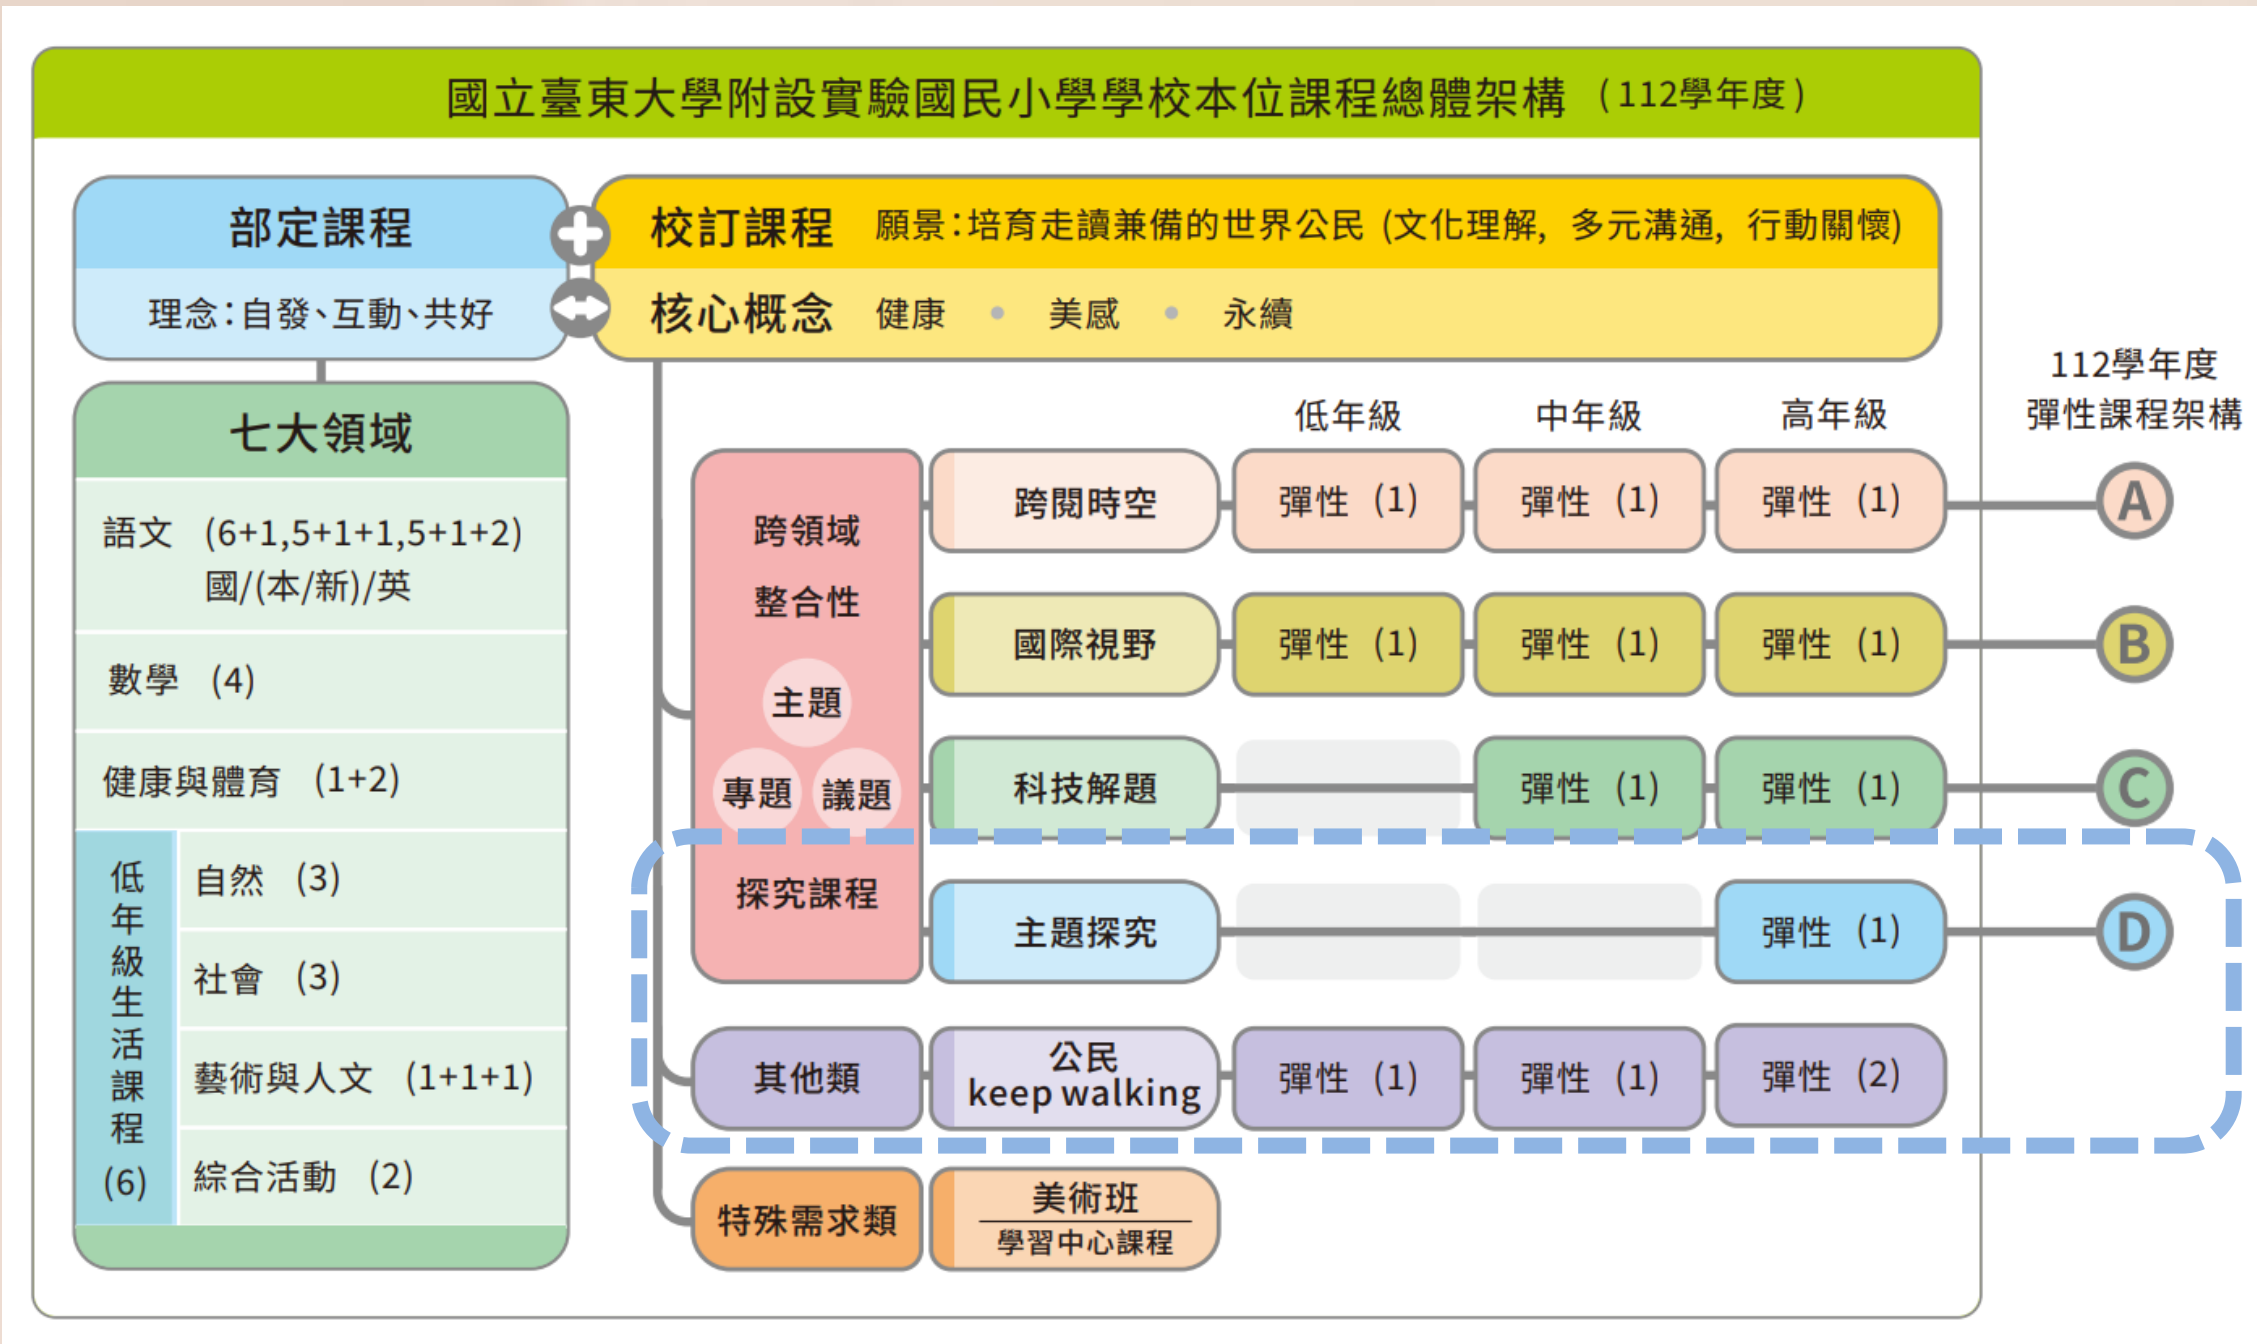 國立臺東大學附設實驗國民小學學校本位課程總體架構 (112學年度)
部定課程
理念:自發、互動、共好
校訂課程 願景:培育走讀兼備的世界公民 (文化理解, 多元溝通, 行動關懷)
核心概念 健康 • 美感 • 永續
七大領域
語文 (6+1,5+1+1,5+1+2)
國/(本/新)/英
數學 (4)
健康與體育 (1+2)
低年級生活課程(6)
自然 (3)
社會 (3)
藝術與人文 (1+1+1)
綜合活動 (2)
低年級 中年級 高年級
112學年度
彈性課程架構
跨領域
整合性
主題
專題 議題
探究課程
跨閱時空 彈性 (1) 彈性 (1) 彈性 (1) A
國際視野 彈性 (1) 彈性 (1) 彈性 (1) B
科技解題 彈性 (1) 彈性 (1) C
主題探究 彈性 (1) D
其他類
公民
keep walking
彈性 (1) 彈性 (1) 彈性 (2)
特殊需求類
美術班
學習中心課程